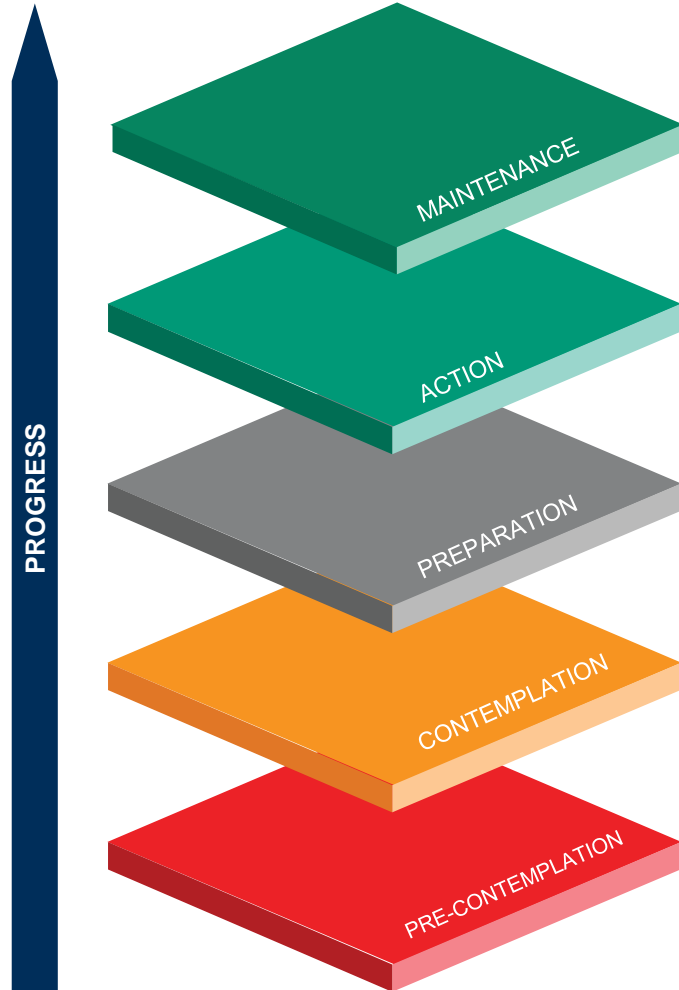 MAINTENANCE
ACTION
PREPARATION
CONTEMPLATION
PRE-CONTEMPLATION
PROGRESS